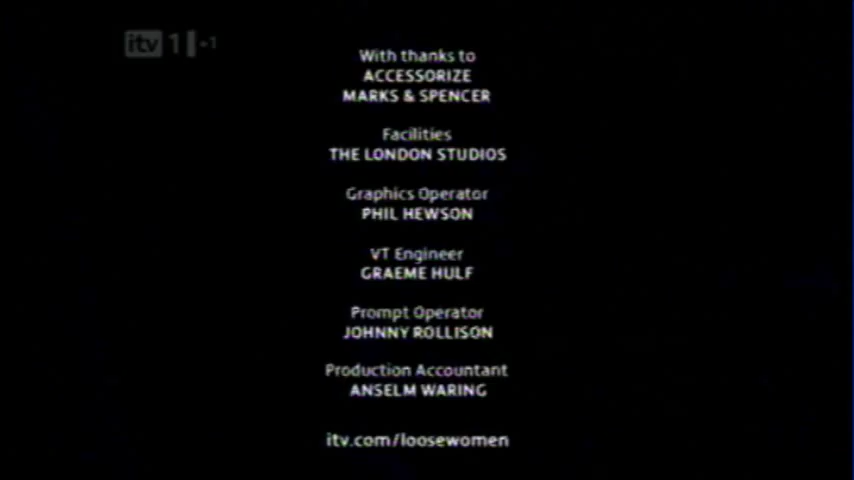 itv 1 +1
With thanks to
ACCESSORIZE
MARKS & SPENCER
Facilities
THE LONDON STUDIOS
Graphics Operator
PHIL HEWSON
VT Engineer
GRAEME HULF
Prompt Operator
JOHNNY ROLLISON
Production Accountant
ANSELM WARING
itv.com/loosewomen